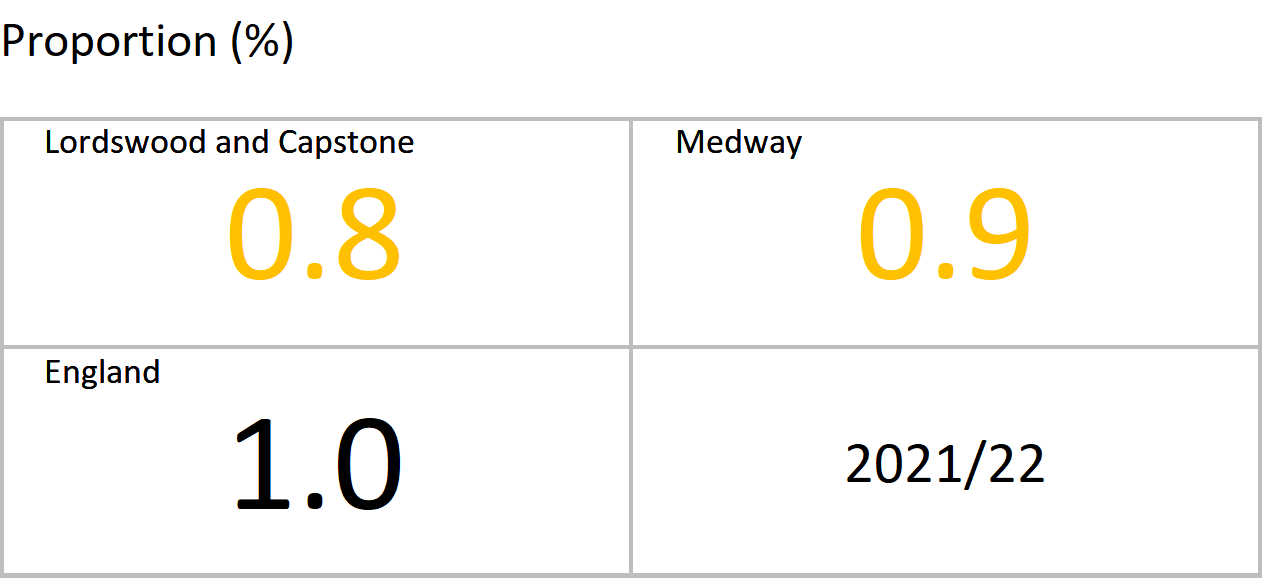 Proportion (%)
Lordswood and Capstone
0.8
Medway
0.9
England
1.0
2021/22